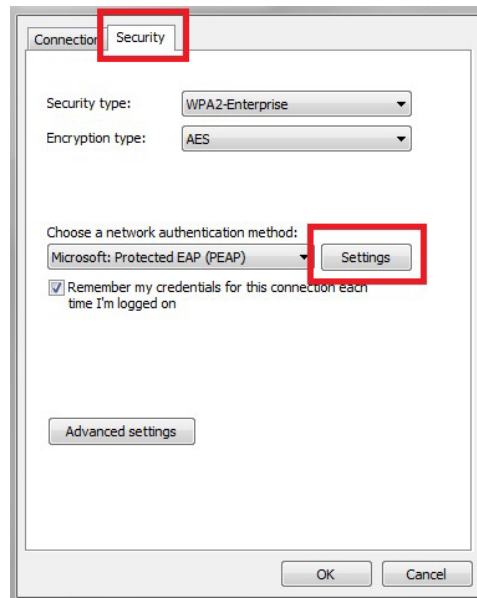 Connection Security
Security type: WPA2-Enterprise
Encryption type: AES
Choose a network authentication method:
Microsoft: Protected EAP (PEAP) Settings
Remember my credentials for this connection each
time I'm logged on
Advanced settings
OK Cancel